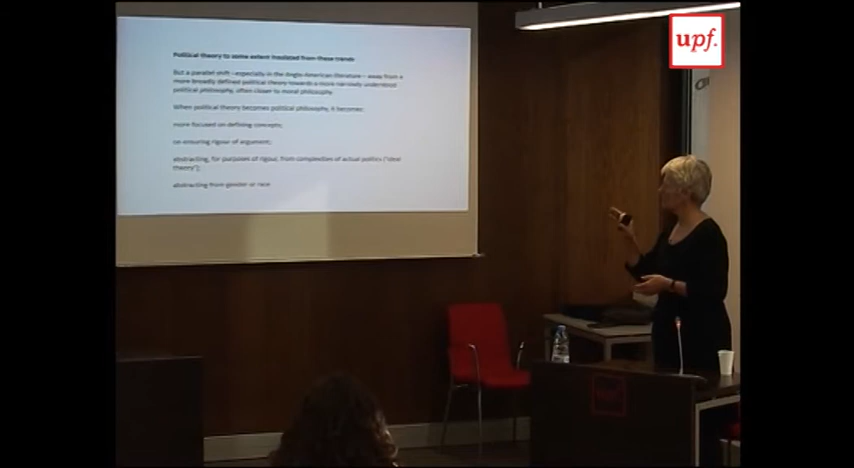 upf.
Political theory to some extent insulated from these trends
But a parallel shift –especially in the Anglo-American literature – away from a
more broadly defined political theory towards a more narrowly understood
political philosophy, often closer to moral philosophy.
When political theory becomes political philosophy, it becomes:
more focused on defining concepts;
on ensuring rigour of argument;
abstracting, for purposes of rigour, from complexities of actual politics ("ideal
theory");
abstracting from gender or race